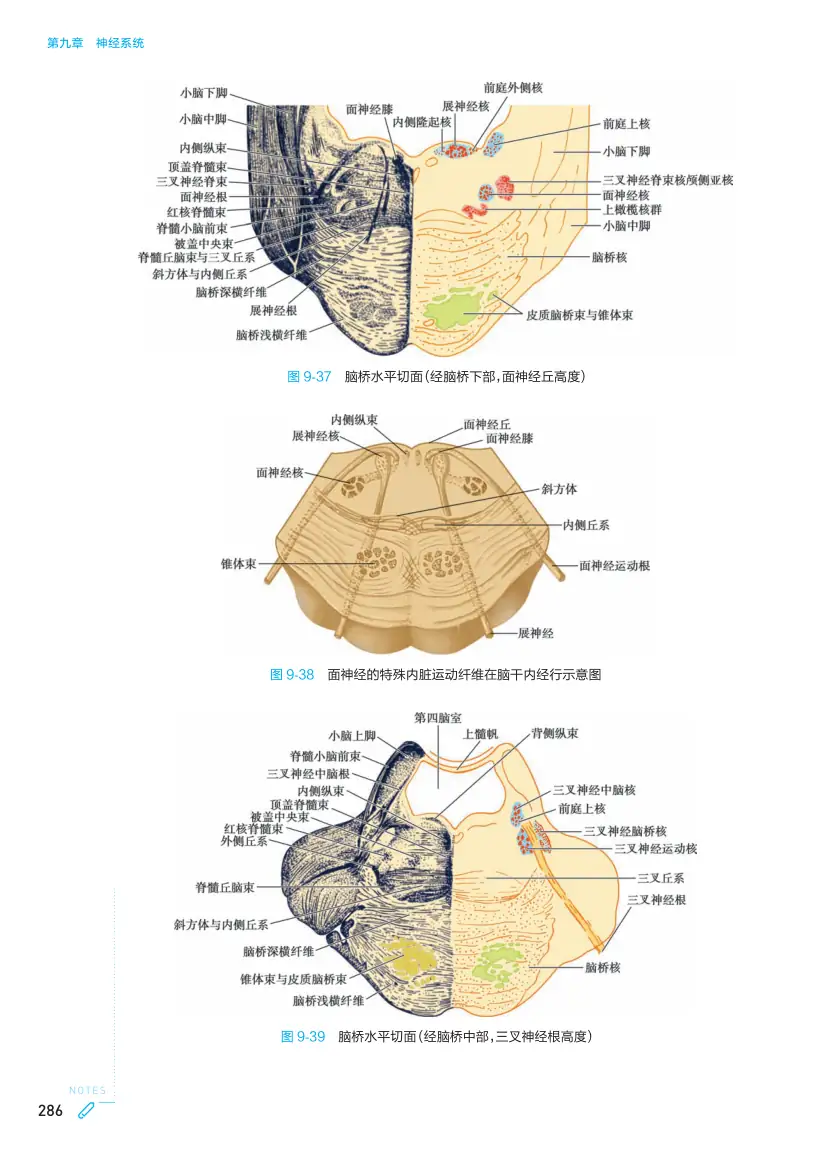 第九章 神经系统
小脑下脚
小脑中脚
内侧纵束
顶盖脊髓束
三叉神经脊束
面神经根
红核脊髓束
脊髓小脑前束
被盖中央束
脊髓丘脑束与三叉丘系
斜方体与内侧丘系
脑桥深横纤维
展神经根
脑桥浅横纤维
面神经膝
内侧隆起核
展神经核
前庭外侧核
前庭上核
小脑下脚
三叉神经脊束核颅侧亚核
面神经核
上橄榄核群
小脑中脚
脑桥核
皮质脑桥束与锥体束
图 9-37 脑桥水平切面(经脑桥下部,面神经丘高度)
内侧纵束
展神经核
面神经核
锥体束
面神经丘
面神经膝
斜方体
内侧丘系
面神经运动根
展神经
图 9-38 面神经的特殊内脏运动纤维在脑干内经行示意图
第四脑室
小脑上脚
脊髓小脑前束
三叉神经中脑根
内侧纵束
顶盖脊髓束
被盖中央束
红核脊髓束
外侧丘系
脊髓丘脑束
斜方体与内侧丘系
脑桥深横纤维
锥体束与皮质脑桥束
脑桥浅横纤维
上髓帆
背侧纵束
三叉神经中脑核
前庭上核
三叉神经脑桥核
三叉神经运动核
三叉丘系
三叉神经根
脑桥核
图 9-39 脑桥水平切面(经脑桥中部,三叉神经根高度)
NOTES
286